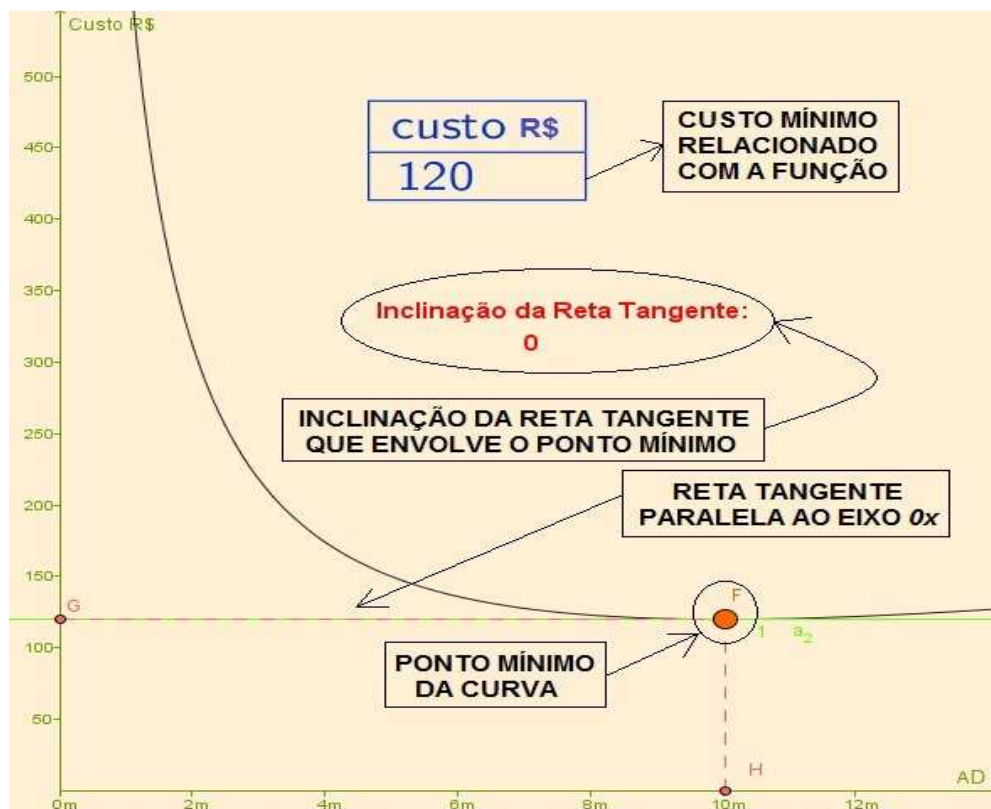 Custo R$
500
450
400
350
300
250
200
150
100
50
custo R$
120
CUSTO MÍNIMO
RELACIONADO
COM A FUNÇÃO
Inclinação da Reta Tangente:
0
INCLINAÇÃO DA RETA TANGENTE
QUE ENVOLVE O PONTO MÍNIMO
RETA TANGENTE
PARALELA AO EIXO 0x
G
F
1
a2
PONTO MÍNIMO
DA CURVA
H
AD
0m
2m
4m
6m
8m
10m
12m